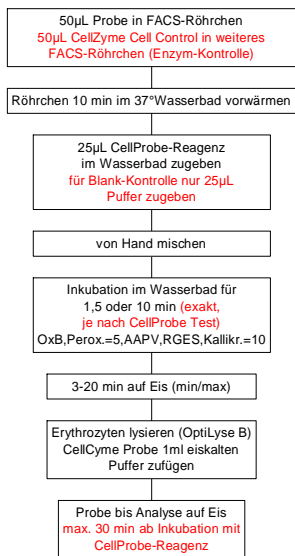 50µL Probe in FACS-Röhrchen
50µL CellZyme Cell Control in weiteres
FACS-Röhrchen (Enzym-Kontrolle)
Röhrchen 10 min im 37°Wasserbad vorwärmen
25µL CellProbe-Reagenz
im Wasserbad zugeben
für Blank-Kontrolle nur 25µL
Puffer zugeben
von Hand mischen
Inkubation im Wasserbad für
1,5 oder 10 min (exakt,
je nach CellProbe Test)
OxB,Perox.=5,AAPV,RGES,Kallikr.=10
3-20 min auf Eis (min/max)
Erythrozyten lysieren (OptiLyse B)
CellCyme Probe 1ml eiskalten
Puffer zufügen
Probe bis Analyse auf Eis
max. 30 min ab Inkubation mit
CellProbe-Reagenz